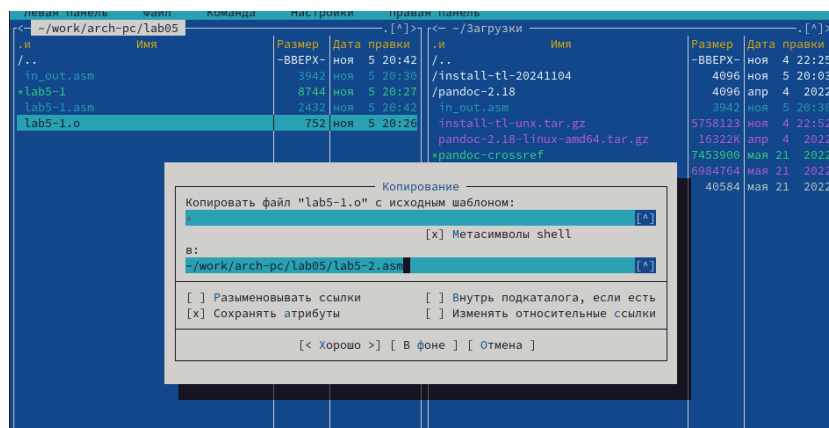 Левая панель Файл Команда Настройки Правая панель
<- ~/work/arch-pc/lab05 .[^]>
<- ~/Загрузки .[^]>
.и Имя Размер Дата правки
.и Имя Размер Дата правки
/.. -ВВЕРХ- ноя 5 20:42
/.. -ВВЕРХ- ноя 4 22:25
in_out.asm 3942 ноя 5 20:30
/install-tl-20241104 4096 ноя 5 20:03
*lab5-1 8744 ноя 5 20:27
/pandoc-2.18 4096 апр 4 2022
lab5-1.asm 2432 ноя 5 20:42
in_out.asm 3942 ноя 5 20:30
lab5-1.o 752 ноя 5 20:26
install-tl-unx.tar.gz 5758123 ноя 4 22:52
pandoc-2.18-linux-amd64.tar.gz 16322K апр 4 2022
*pandoc-crossref 7453900 мая 21 2022
6984764 мая 21 2022
40584 мая 21 2022
Копирование
Копировать файл "lab5-1.o" с исходным шаблоном:
* [^]
[x] Метасимволы shell
в:
~/work/arch-pc/lab05/lab5-2.asm [^]
[ ] Разыменовывать ссылки [ ] Внутрь подкаталога, если есть
[x] Сохранять атрибуты [ ] Изменять относительные ссылки
[< Хорошо >] [ В фоне ] [ Отмена ]